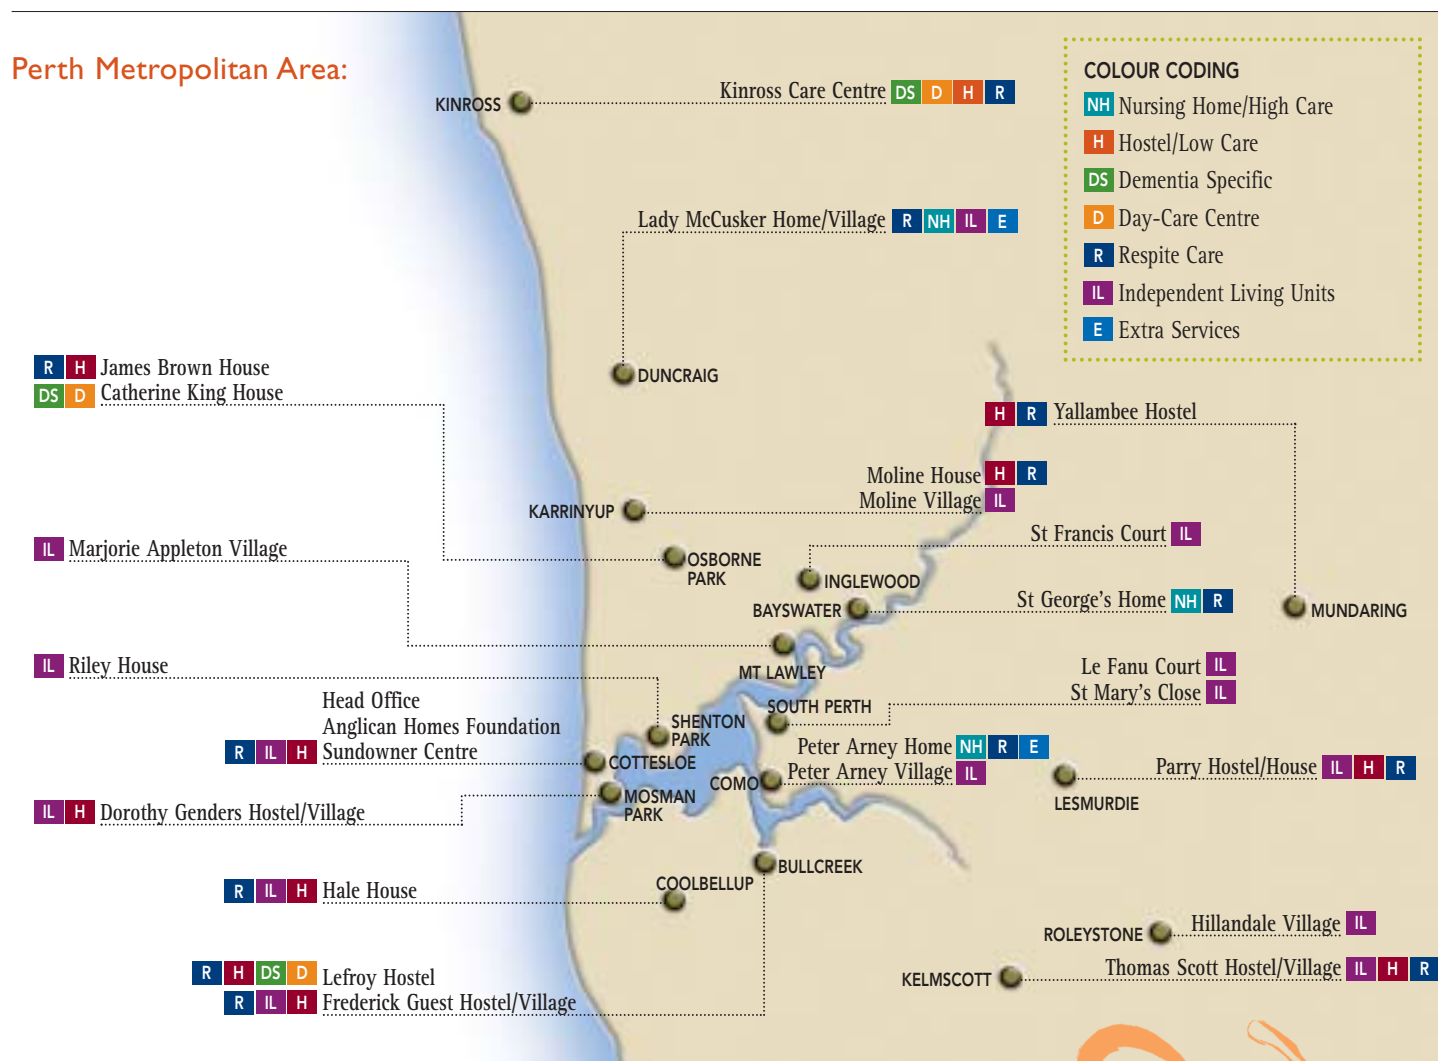 Perth Metropolitan Area:
COLOUR CODING
NH Nursing Home/High Care
H Hostel/Low Care
DS Dementia Specific
D Day-Care Centre
R Respite Care
IL Independent Living Units
E Extra Services
KINROSS
Kinross Care Centre DS D H R
Lady McCusker Home/Village R NH IL E
DUNCRAIG
R H James Brown House
DS D Catherine King House
H R Yallambee Hostel
Moline House H R
Moline Village IL
KARRINYUP
St Francis Court IL
IL Marjorie Appleton Village
OSBORNE
PARK
INGLEWOOD
BAYSWATER
St George's Home NH R
MUNDARING
MT LAWLEY
IL Riley House
Le Fanu Court IL
St Mary's Close IL
SOUTH PERTH
SHENTON
PARK
Head Office
Anglican Homes Foundation
R IL H Sundowner Centre
COTTESLOE
Peter Arney Home NH R E
Peter Arney Village IL
COMO
Parry Hostel/House IL H R
LESMURDIE
MOSMAN
PARK
IL H Dorothy Genders Hostel/Village
BULLCREEK
COOLBELLUP
R IL H Hale House
ROLEYSTONE
Hillandale Village IL
KELMSCOTT
Thomas Scott Hostel/Village IL H R
R H DS D Lefroy Hostel
R IL H Frederick Guest Hostel/Village